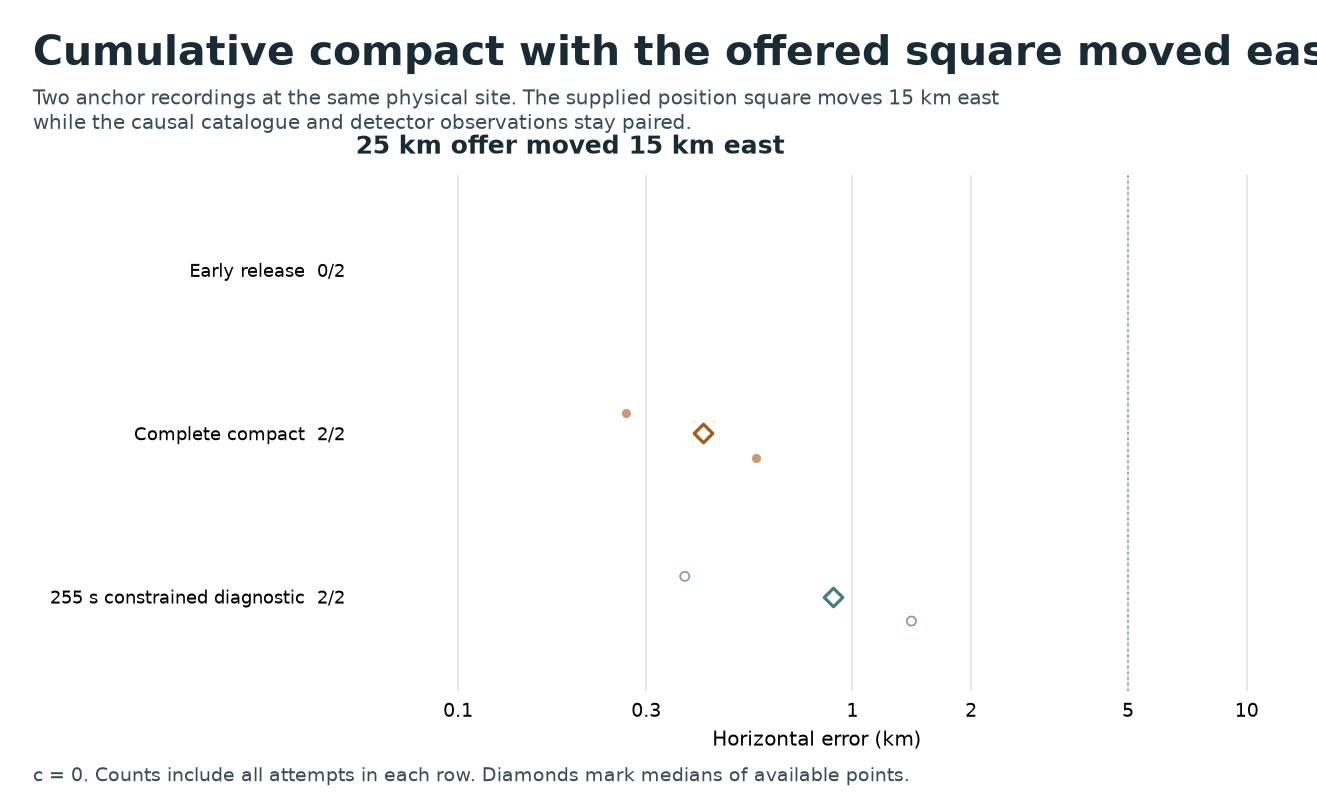 Cumulative compact with the offered square moved eas
Two anchor recordings at the same physical site. The supplied position square moves 15 km east
while the causal catalogue and detector observations stay paired.
25 km offer moved 15 km east
Early release 0/2
Complete compact 2/2
255 s constrained diagnostic 2/2
0.1 0.3 1 2 5 10
Horizontal error (km)
c = 0. Counts include all attempts in each row. Diamonds mark medians of available points.